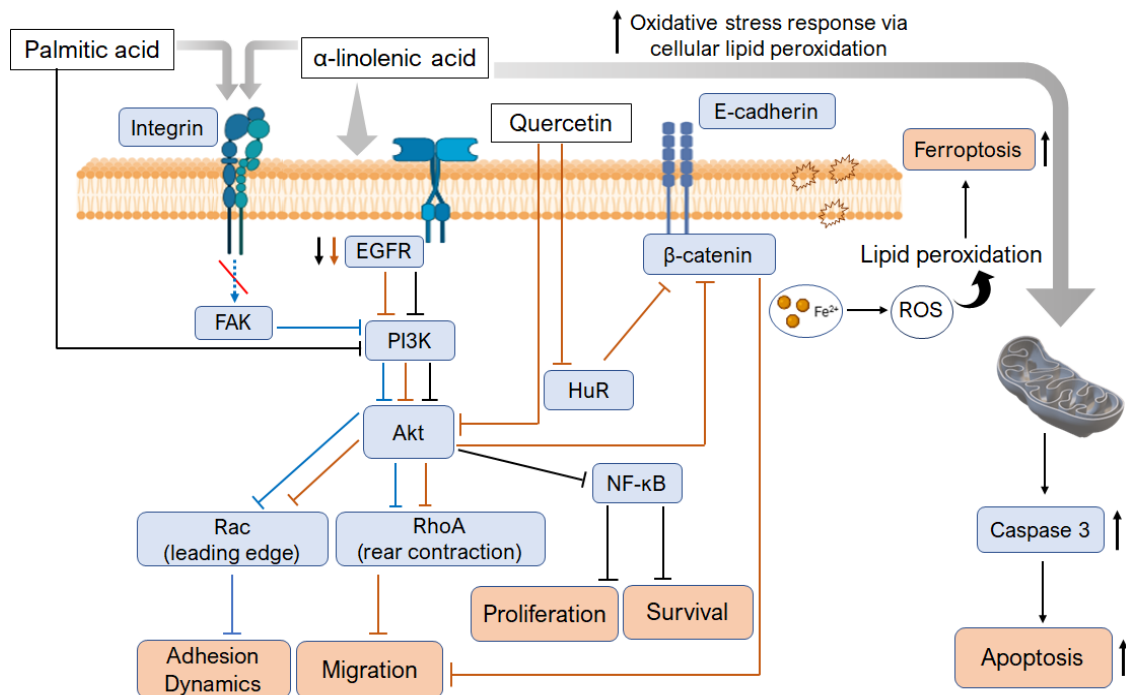 Oxidative stress response via
cellular lipid peroxidation
Palmitic acid
α-linolenic acid
Integrin
Quercetin
E-cadherin
Ferroptosis
EGFR
β-catenin
Lipid peroxidation
FAK
Fe²⁺
ROS
PI3K
HuR
Akt
NF-κB
Rac
(leading edge)
RhoA
(rear contraction)
Caspase 3
Proliferation
Survival
Adhesion
Dynamics
Migration
Apoptosis